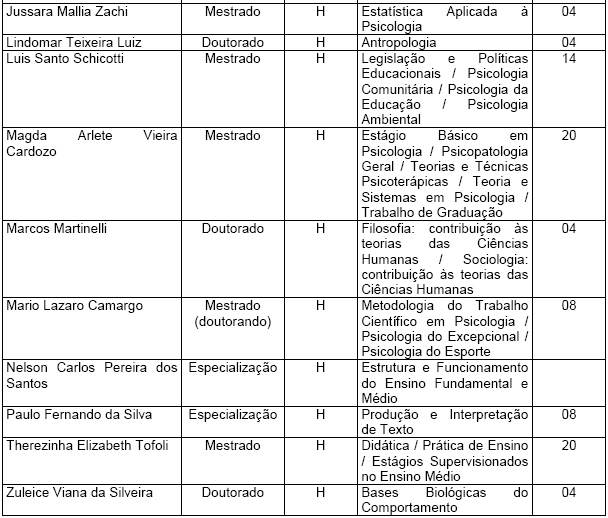 Jussara Mallia Zachi Mestrado H Estatística Aplicada à 04
Psicologia
Lindomar Teixeira Luiz Doutorado H Antropologia 04
Luis Santo Schicotti Mestrado H Legislação e Políticas 14
Educacionais / Psicologia
Comunitária / Psicologia da
Educação / Psicologia
Ambiental
Magda Arlete Vieira Mestrado H Estágio Básico em 20
Cardozo Psicologia / Psicopatologia
Geral / Teorias e Técnicas
Psicoterápicas / Teoria e
Sistemas em Psicologia /
Trabalho de Graduação
Marcos Martinelli Doutorado H Filosofia: contribuição às 04
teorias das Ciências
Humanas / Sociologia:
contribuição às teorias das
Ciências Humanas
Mario Lazaro Camargo Mestrado H Metodologia do Trabalho 08
(doutorando) Científico em Psicologia /
Psicologia do Excepcional /
Psicologia do Esporte
Nelson Carlos Pereira dos Especialização H Estrutura e Funcionamento
Santos do Ensino Fundamental e
Médio
Paulo Fernando da Silva Especialização H Produção e Interpretação 08
de Texto
Therezinha Elizabeth Tofoli Mestrado H Didática / Prática de Ensino 20
/ Estágios Supervisionados
no Ensino Médio
Zuleice Viana da Silveira Doutorado H Bases Biológicas do 04
Comportamento